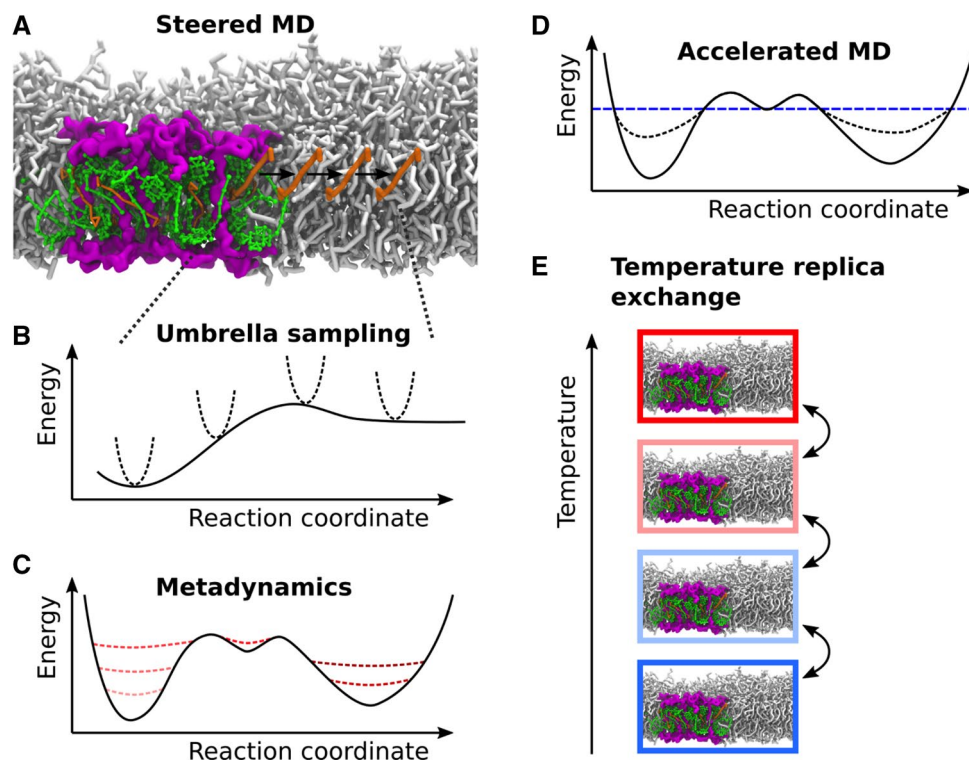 A
Steered MD
B
Umbrella sampling
Energy
Reaction coordinate
C
Metadynamics
Energy
Reaction coordinate
D
Accelerated MD
Energy
Reaction coordinate
E
Temperature replica
exchange
Temperature